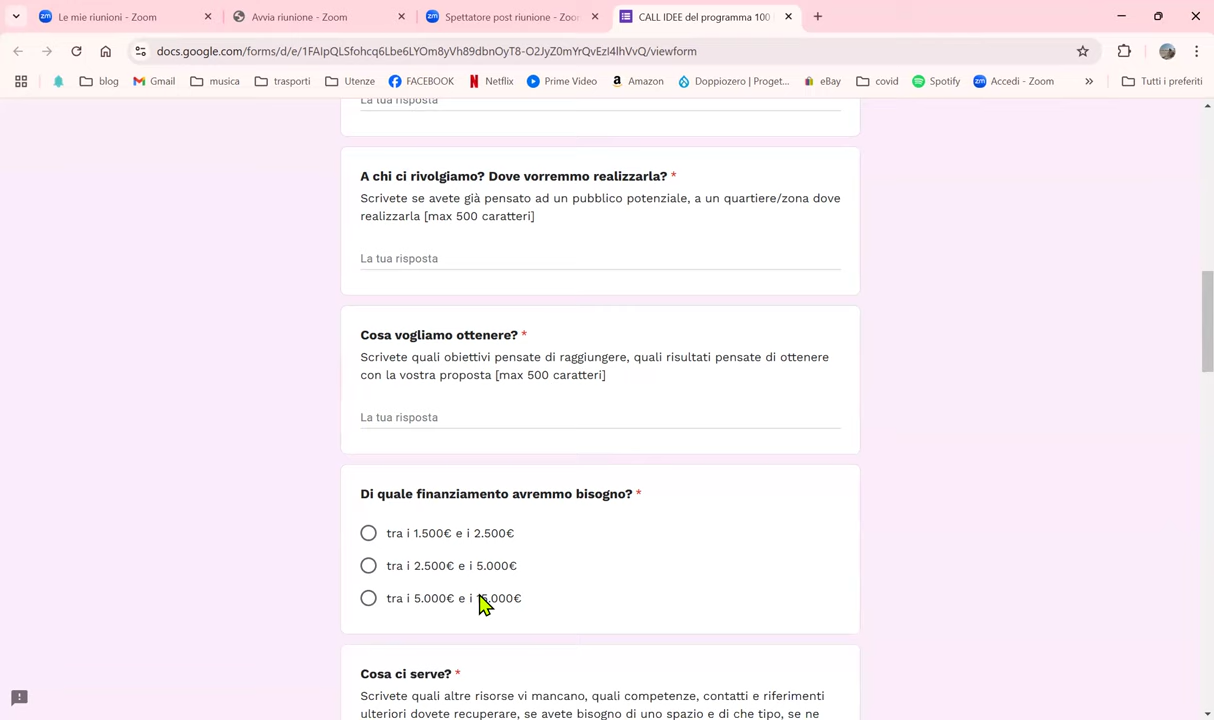 Le mie riunioni - Zoom
Avvia riunione - Zoom
Spettatore post riunione - Zoo
CALL IDEE del programma 100
docs.google.com/forms/d/e/1FAIpQLSfohcq6Lbe6LYOm8yVh89dbnOyT8-O2JyZ0mYrQvEzl4IhVvQ/viewform
blog
Gmail
musica
trasporti
Utenze
FACEBOOK
Netflix
Prime Video
Amazon
Doppiozero | Proget...
eBay
covid
Spotify
Accedi - Zoom
»
Tutti i preferiti
La tua risposta
A chi ci rivolgiamo? Dove vorremmo realizzarla? *
Scrivete se avete già pensato ad un pubblico potenziale, a un quartiere/zona dove
realizzarla [max 500 caratteri]
La tua risposta
Cosa vogliamo ottenere? *
Scrivete quali obiettivi pensate di raggiungere, quali risultati pensate di ottenere
con la vostra proposta [max 500 caratteri]
La tua risposta
Di quale finanziamento avremmo bisogno? *
tra i 1.500€ e i 2.500€
tra i 2.500€ e i 5.000€
tra i 5.000€ e i
Cosa ci serve? *
Scrivete quali altre risorse vi mancano, quali competenze, contatti e riferimenti
ulteriori dovete recuperare, se avete bisogno di uno spazio e di che tipo, se ne